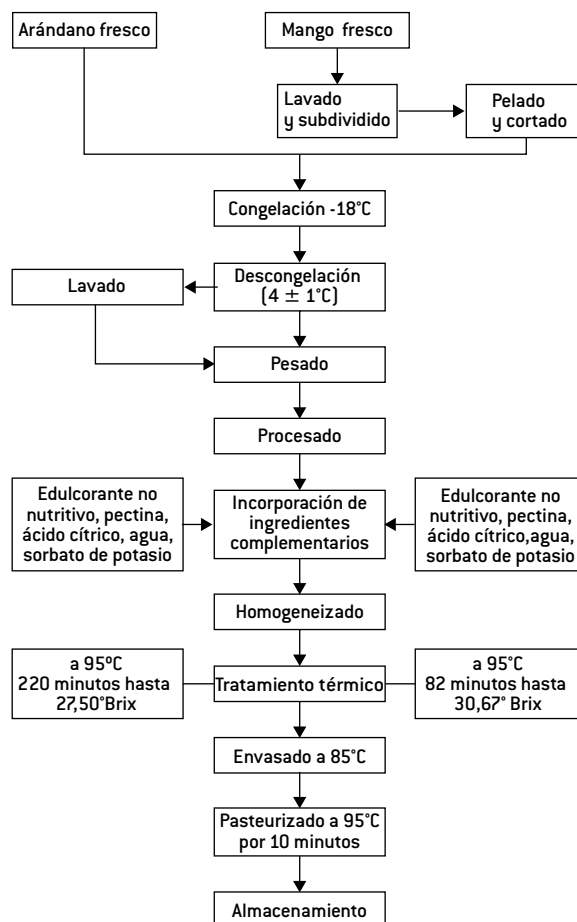 Arándano fresco
Mango fresco
Lavado
y subdividido
Pelado
y cortado
Congelación -18°C
Lavado
Descongelación
(4 ± 1°C)
Pesado
Procesado
Edulcorante no
nutritivo, pectina,
ácido cítrico, agua,
sorbato de potasio
Incorporación de
ingredientes
complementarios
Edulcorante no
nutritivo, pectina,
ácido cítrico,agua,
sorbato de potasio
Homogeneizado
a 95ºC
220 minutos hasta
27,50°Brix
Tratamiento térmico
a 95°C
82 minutos hasta
30,67° Brix
Envasado a 85°C
Pasteurizado a 95°C
por 10 minutos
Almacenamiento